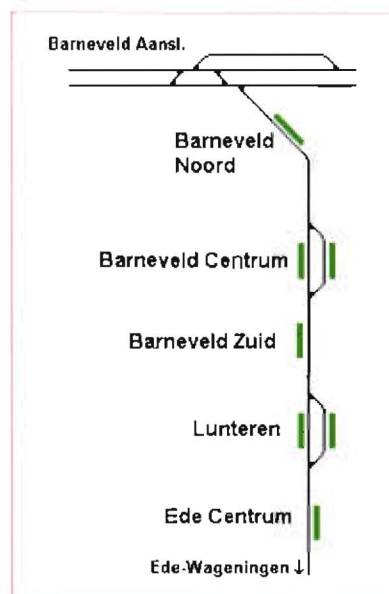 Barneveld Aansl.
Barneveld
Noord
Barneveld Centrum
Barneveld Zuid
Lunteren
Ede Centrum
Ede-Wageningen ↓